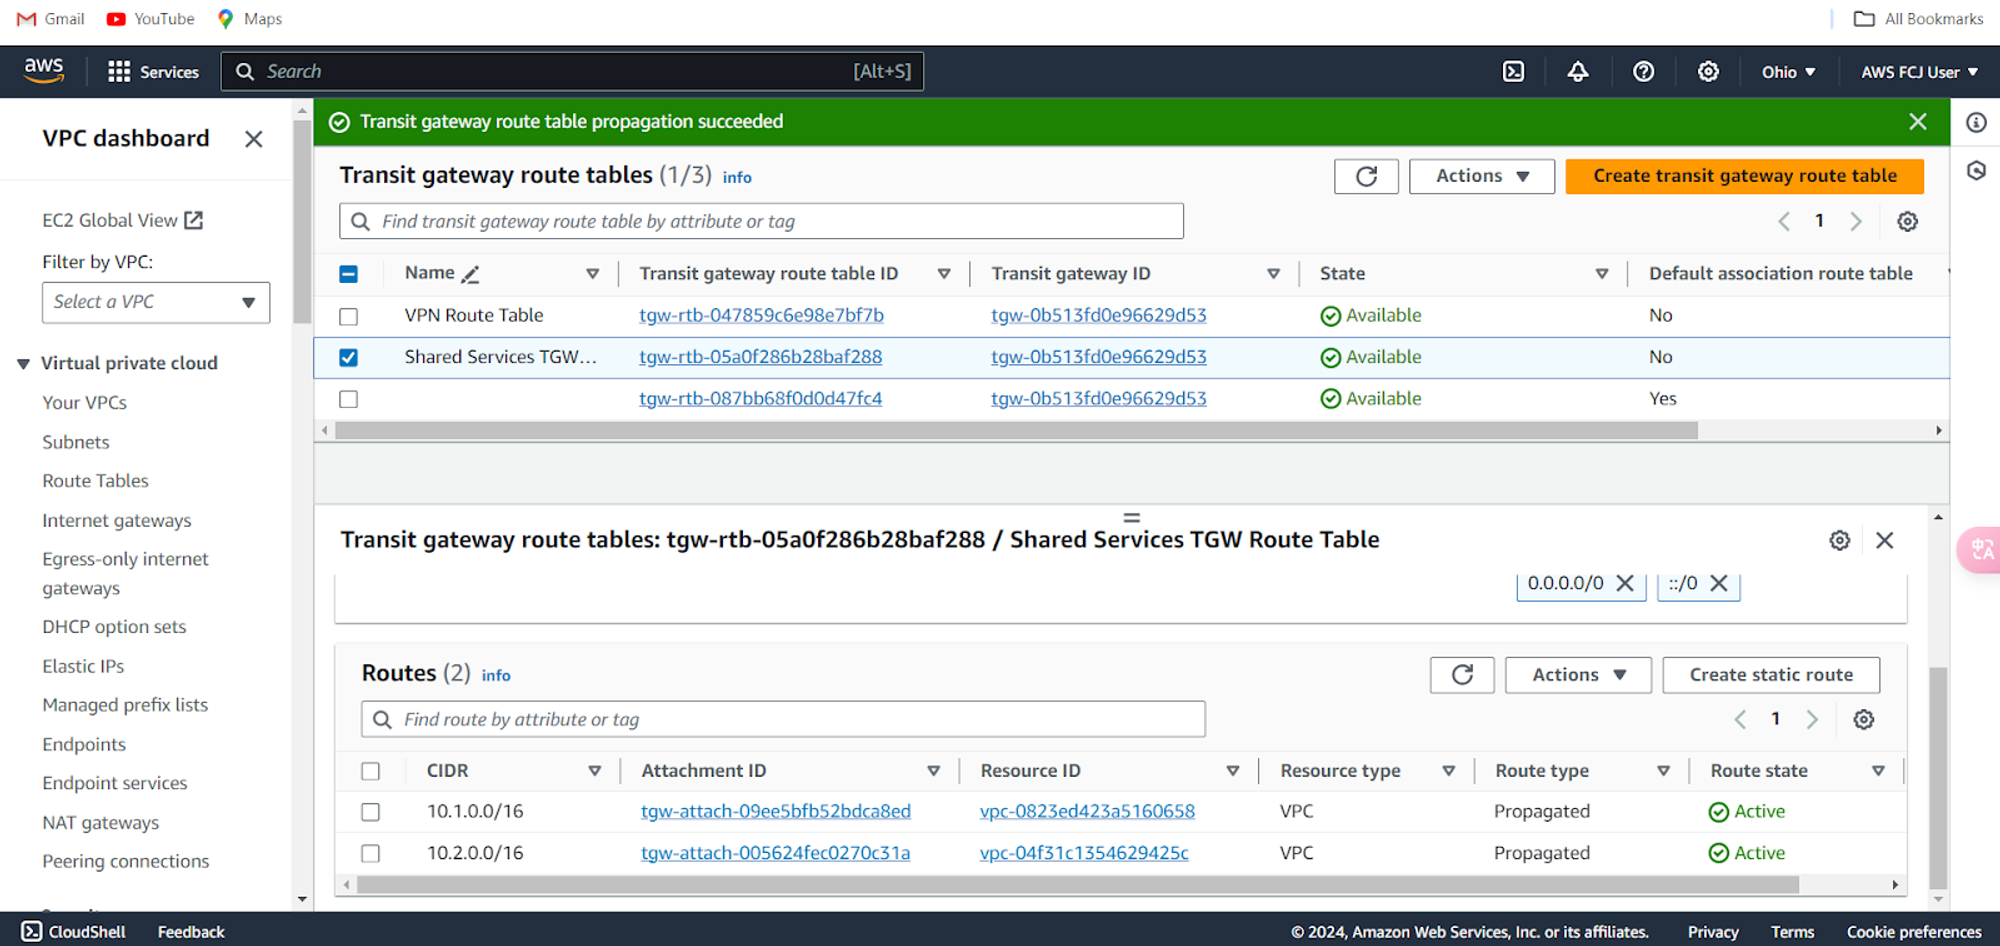 Gmail YouTube Maps All Bookmarks
aws Services Search [Alt+S] Ohio AWS FCJ User
VPC dashboard
EC2 Global View
Filter by VPC:
Select a VPC
Virtual private cloud
Your VPCs
Subnets
Route Tables
Internet gateways
Egress-only internet
gateways
DHCP option sets
Elastic IPs
Managed prefix lists
Endpoints
Endpoint services
NAT gateways
Peering connections
Transit gateway route table propagation succeeded
Transit gateway route tables (1/3) info Actions Create transit gateway route table
Find transit gateway route table by attribute or tag 1
Name Transit gateway route table ID Transit gateway ID State Default association route table
VPN Route Table tgw-rtb-047859c6e98e7bf7b tgw-0b513fd0e96629d53 Available No
Shared Services TGW... tgw-rtb-05a0f286b28baf288 tgw-0b513fd0e96629d53 Available No
tgw-rtb-087bb68f0d0d47fc4 tgw-0b513fd0e96629d53 Available Yes
Transit gateway route tables: tgw-rtb-05a0f286b28baf288 / Shared Services TGW Route Table
0.0.0.0/0 ::/0
Routes (2) info Actions Create static route
Find route by attribute or tag 1
CIDR Attachment ID Resource ID Resource type Route type Route state
10.1.0.0/16 tgw-attach-09ee5bfb52bdca8ed vpc-0823ed423a5160658 VPC Propagated Active
10.2.0.0/16 tgw-attach-005624fec0270c31a vpc-04f31c1354629425c VPC Propagated Active
CloudShell Feedback © 2024, Amazon Web Services, Inc. or its affiliates. Privacy Terms Cookie preferences